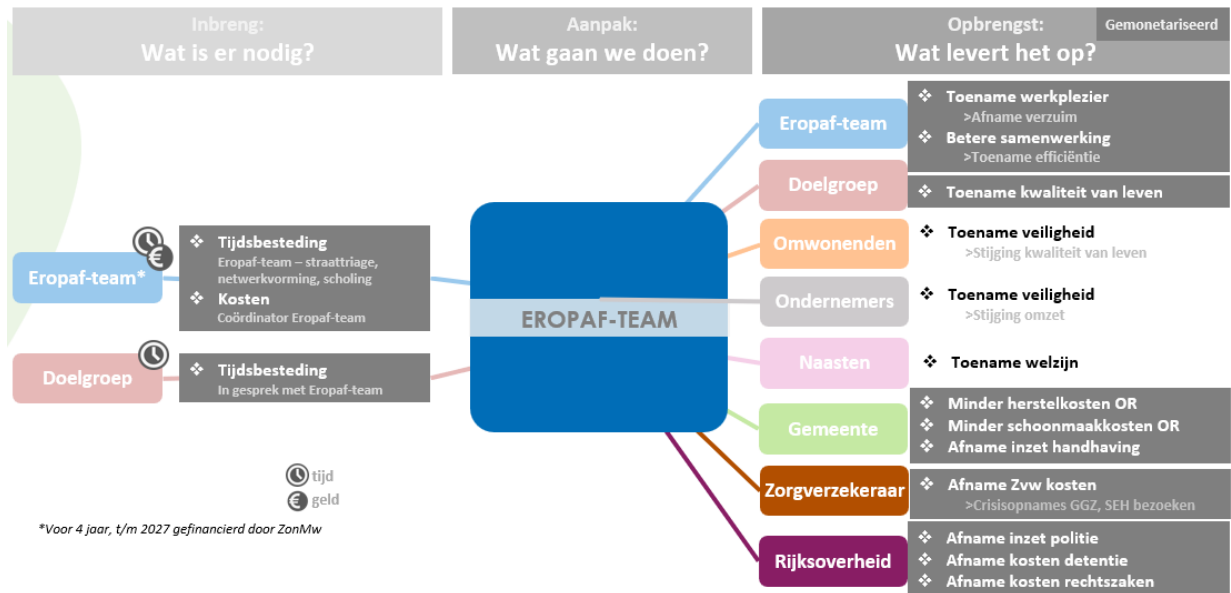 Inbreng:
Wat is er nodig?
Aanpak:
Wat gaan we doen?
Opbrengst:
Wat levert het op?
Gemonetariseerd
Eropaf-team*
❖ Tijdsbesteding
Eropaf-team – straattriage,
netwerkvorming, scholing
❖ Kosten
Coördinator Eropaf-team
Doelgroep
❖ Tijdsbesteding
In gesprek met Eropaf-team
tijd
€ geld
*Voor 4 jaar, t/m 2027 gefinancierd door ZonMw
EROPAF-TEAM
Eropaf-team
❖ Toename werkplezier
>Afname verzuim
❖ Betere samenwerking
>Toename efficiëntie
Doelgroep
❖ Toename kwaliteit van leven
Omwonenden
❖ Toename veiligheid
>Stijging kwaliteit van leven
Ondernemers
❖ Toename veiligheid
>Stijging omzet
Naasten
❖ Toename welzijn
Gemeente
❖ Minder herstelkosten OR
❖ Minder schoonmaakkosten OR
❖ Afname inzet handhaving
Zorgverzekeraar
❖ Afname Zvw kosten
>Crisisopnames GGZ, SEH bezoeken
Rijksoverheid
❖ Afname inzet politie
❖ Afname kosten detentie
❖ Afname kosten rechtszaken